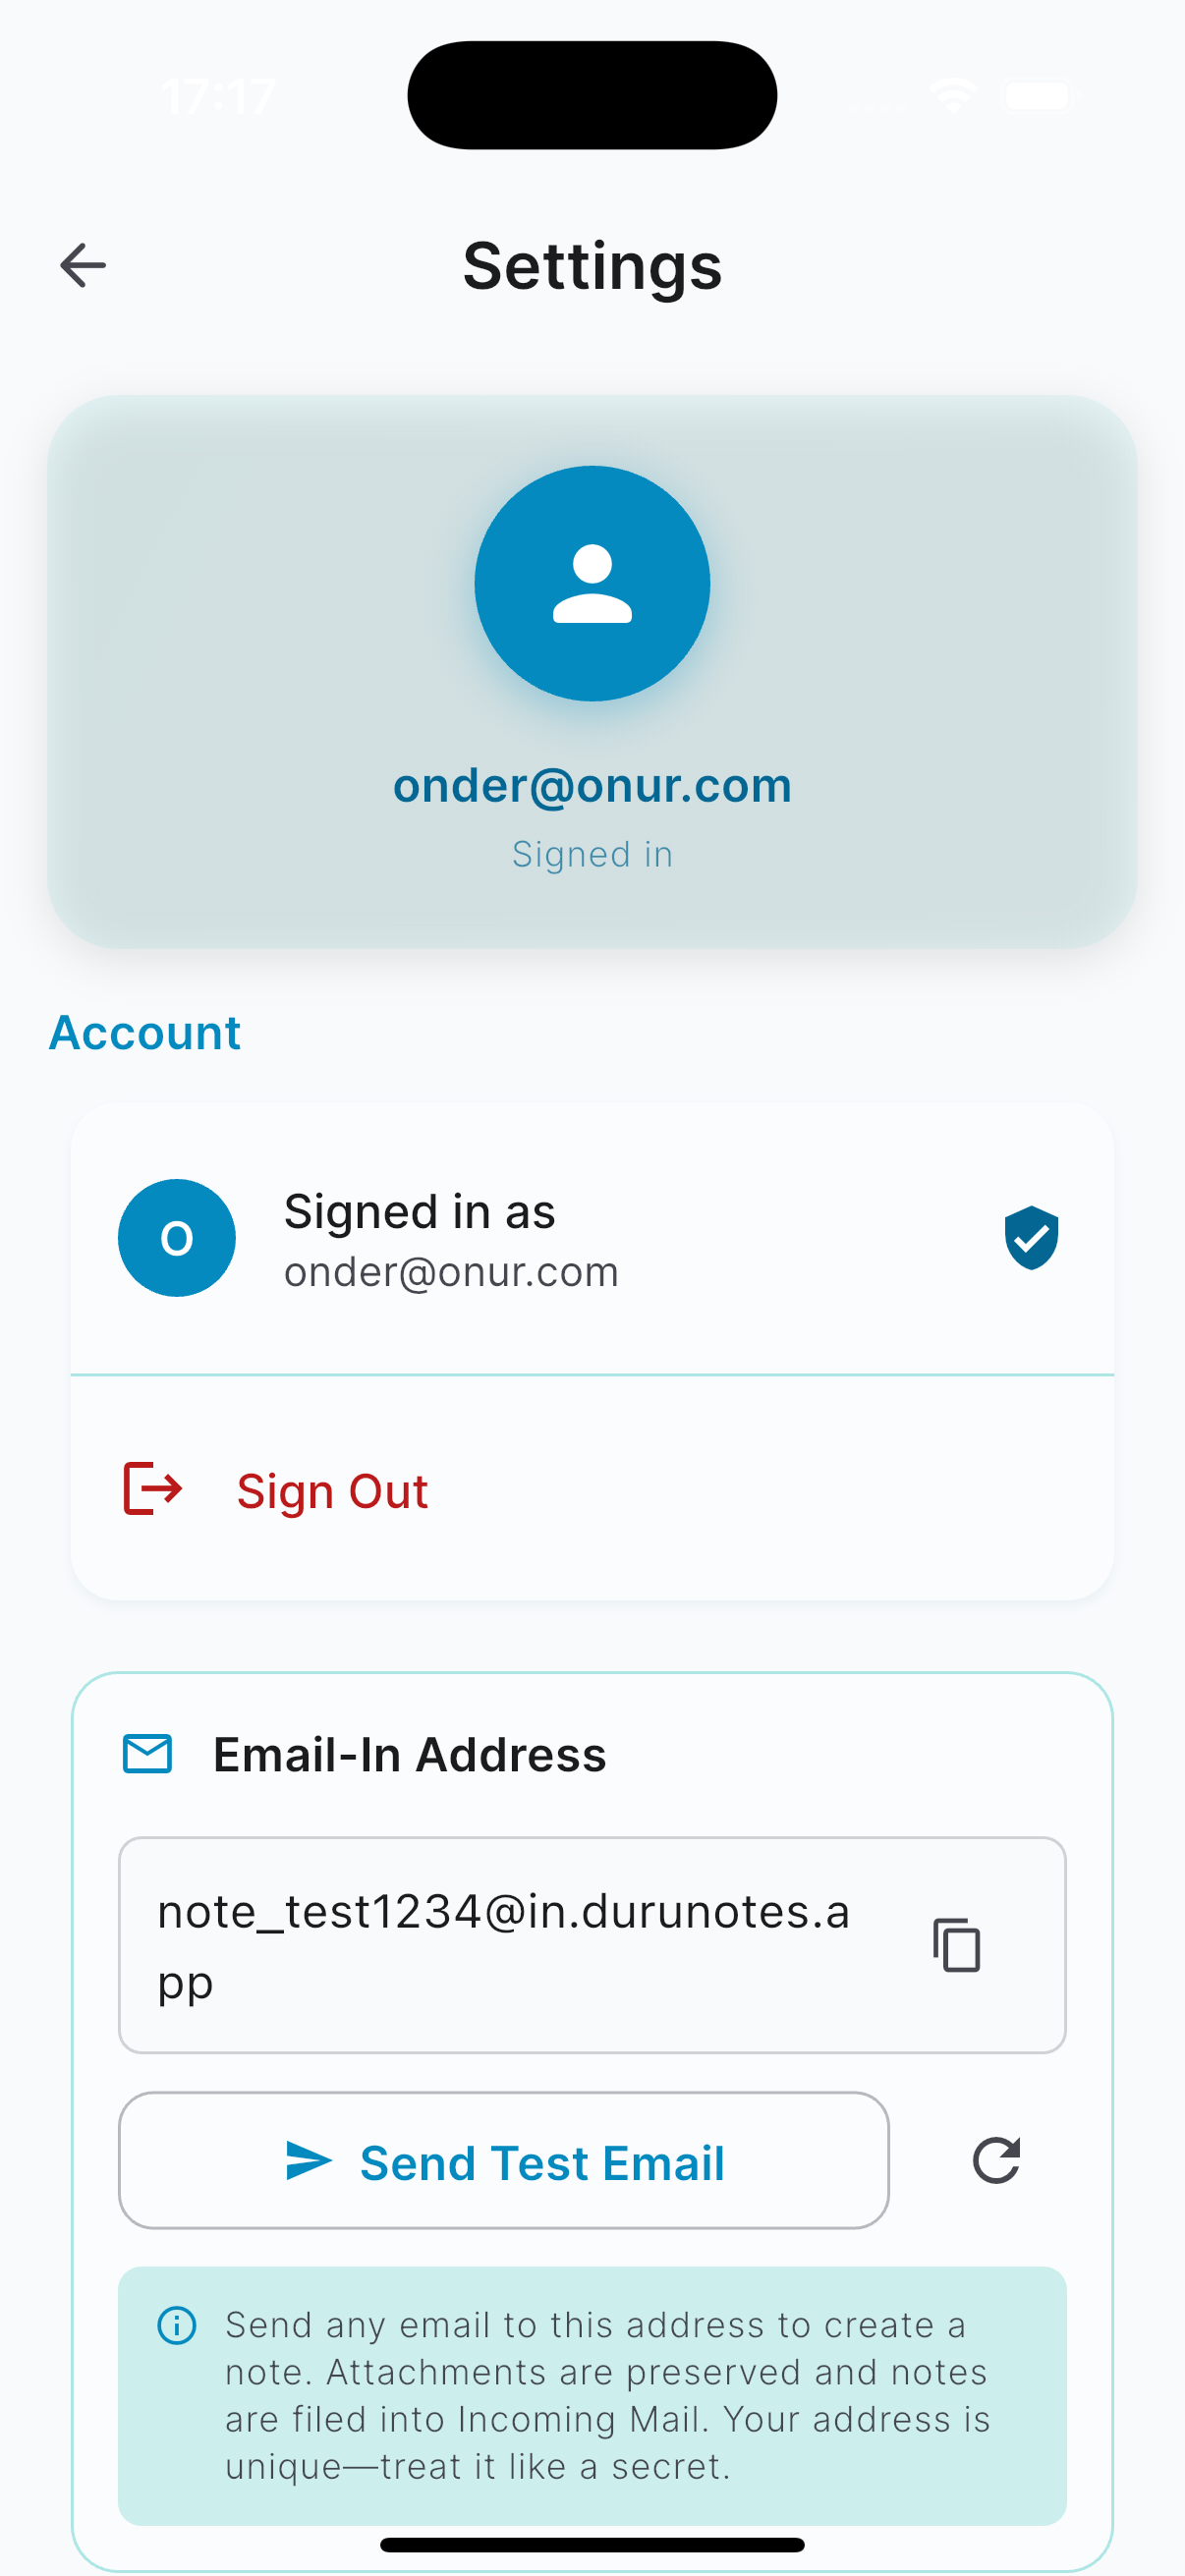 17:17
Settings
onder@onur.com
Signed in
Account
O
Signed in as
onder@onur.com
Sign Out
Email-In Address
note_test1234@in.durunotes.a
pp
Send Test Email
Send any email to this address to create a
note. Attachments are preserved and notes
are filed into Incoming Mail. Your address is
unique—treat it like a secret.